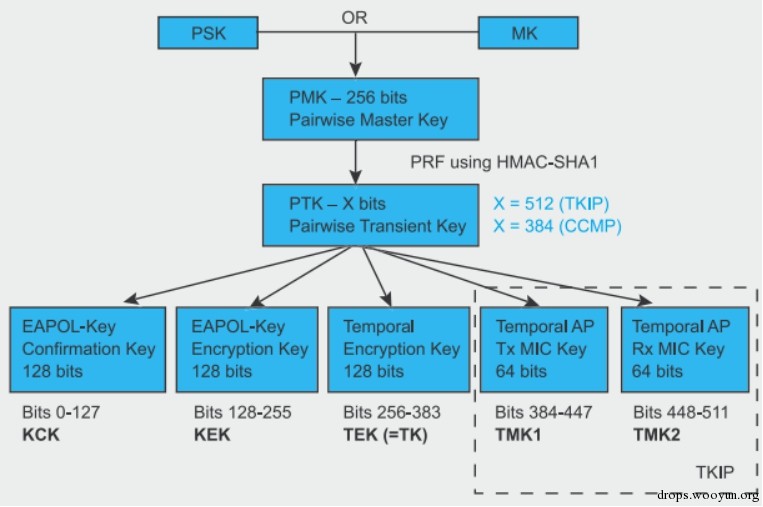 OR
PSK
MK
PMK – 256 bits
Pairwise Master Key
PRF using HMAC-SHA1
PTK – X bits
Pairwise Transient Key
X = 512 (TKIP)
X = 384 (CCMP)
EAPOL-Key
Confirmation Key
128 bits
EAPOL-Key
Encryption Key
128 bits
Temporal
Encryption Key
128 bits
Temporal AP
Tx MIC Key
64 bits
Temporal AP
Rx MIC Key
64 bits
Bits 0-127
KCK
Bits 128-255
KEK
Bits 256-383
TEK (=TK)
Bits 384-447
TMK1
Bits 448-511
TMK2
TKIP
drops.wooyun.org